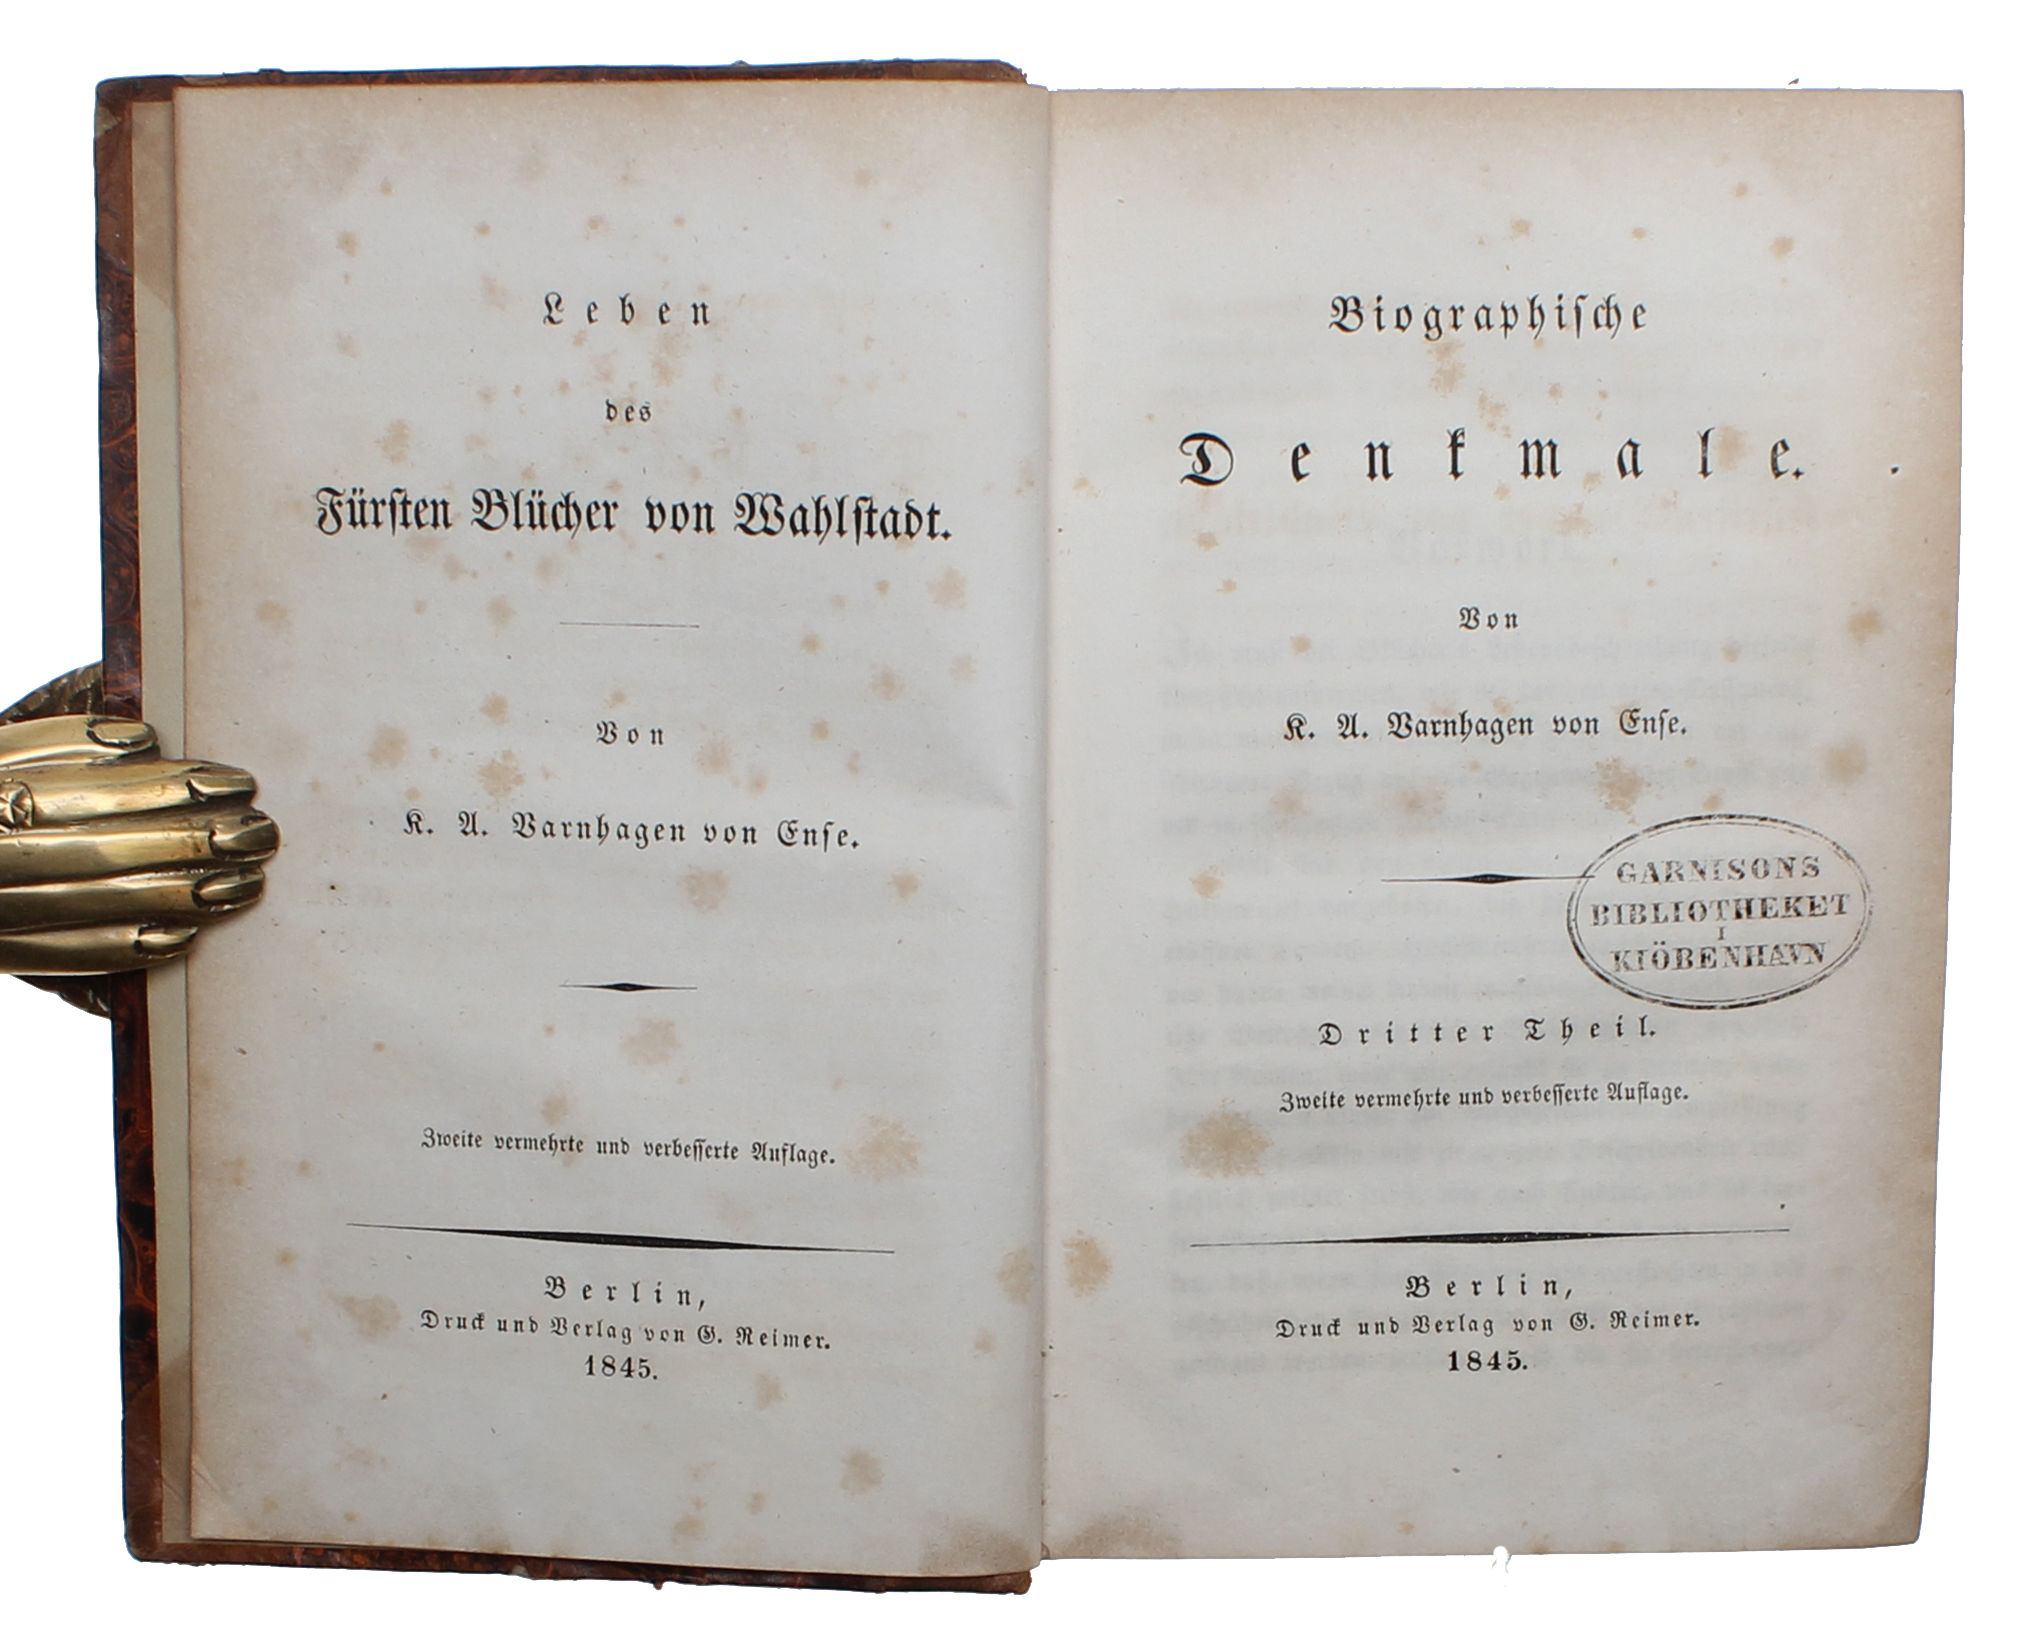 Leben
des
Fürsten Blücher von Wahlstadt.
Von
K. A. Varnhagen von Ense.
Zweite vermehrte und verbesserte Auflage.
Berlin,
Druck und Verlag von G. Reimer.
1845.
Biographische
Denkmale.
Von
K. A. Varnhagen von Ense.
GARNISONS
BIBLIOTHEKET
I
KIÖBENHAVN
Dritter Theil.
Zweite vermehrte und verbesserte Auflage.
Berlin,
Druck und Verlag von G. Reimer.
1845.